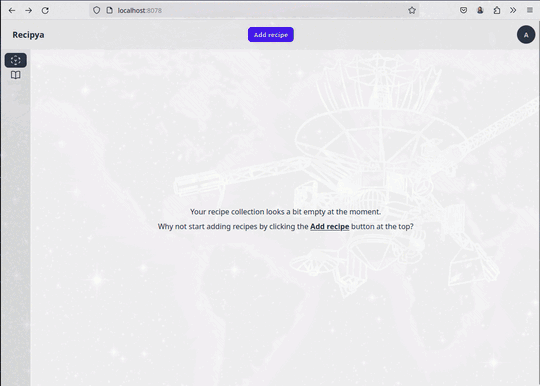 localhost:8078
Recipya
Add recipe
A
Your recipe collection looks a bit empty at the moment.
Why not start adding recipes by clicking the Add recipe button at the top?